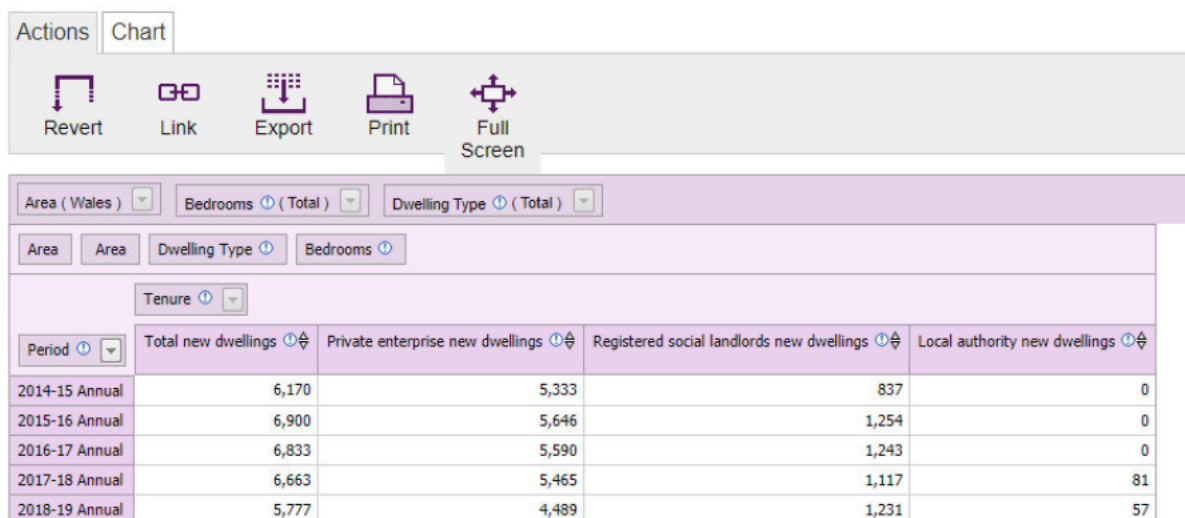 Actions Chart
Revert Link Export Print Full Screen
Area ( Wales ) Bedrooms ( Total ) Dwelling Type ( Total )
Area Area Dwelling Type Bedrooms
Tenure
Period Total new dwellings Private enterprise new dwellings Registered social landlords new dwellings Local authority new dwellings
2014-15 Annual 6,170 5,333 837 0
2015-16 Annual 6,900 5,646 1,254 0
2016-17 Annual 6,833 5,590 1,243 0
2017-18 Annual 6,663 5,465 1,117 81
2018-19 Annual 5,777 4,489 1,231 57